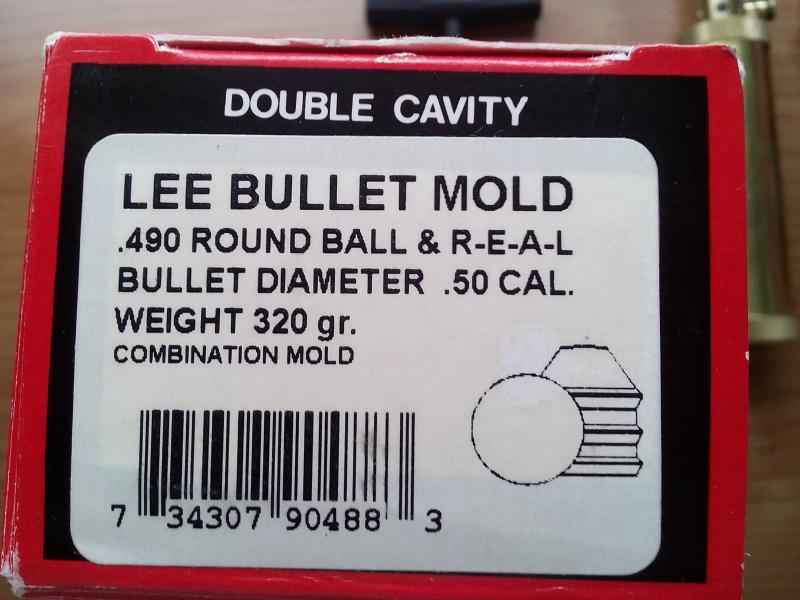 DOUBLE CAVITY
LEE BULLET MOLD
.490 ROUND BALL & R-E-A-L
BULLET DIAMETER .50 CAL.
WEIGHT 320 gr.
COMBINATION MOLD
7 34307 90488 3